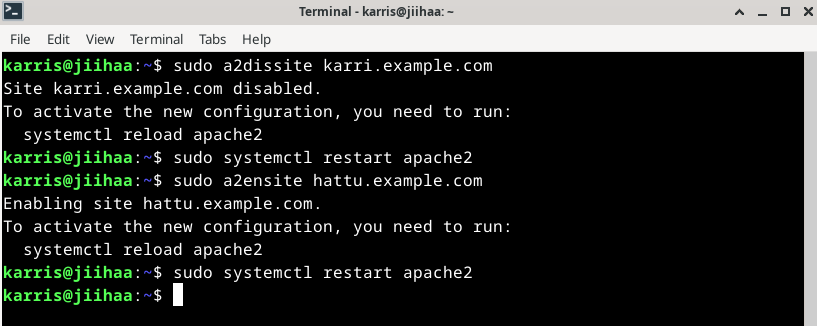 Terminal - karris@jiihaa: ~
File Edit View Terminal Tabs Help
karris@jiihaa:~$ sudo a2dissite karri.example.com
Site karri.example.com disabled.
To activate the new configuration, you need to run:
  systemctl reload apache2
karris@jiihaa:~$ sudo systemctl restart apache2
karris@jiihaa:~$ sudo a2ensite hattu.example.com
Enabling site hattu.example.com.
To activate the new configuration, you need to run:
  systemctl reload apache2
karris@jiihaa:~$ sudo systemctl restart apache2
karris@jiihaa:~$